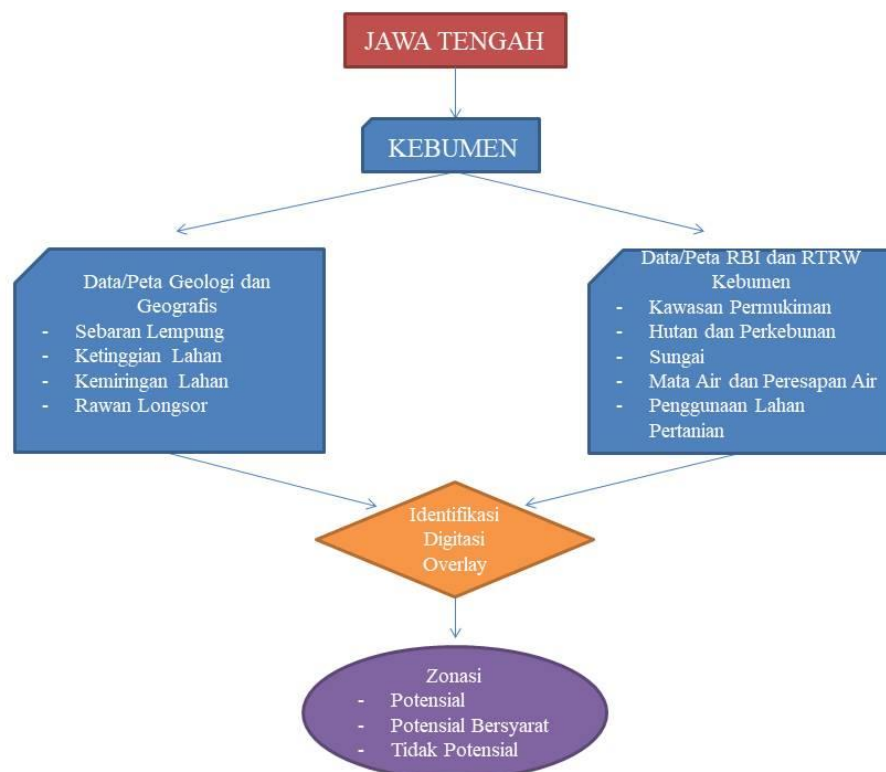 JAWA TENGAH
KEBUMEN
Data/Peta Geologi dan
Geografis
- Sebaran Lempung
- Ketinggian Lahan
- Kemiringan Lahan
- Rawan Longsor
Data/Peta RBI dan RTRW
Kebumen
- Kawasan Permukiman
- Hutan dan Perkebunan
- Sungai
- Mata Air dan Peresapan Air
- Penggunaan Lahan
Pertanian
Identifikasi
Digitasi
Overlay
Zonasi
- Potensial
- Potensial Bersyarat
- Tidak Potensial